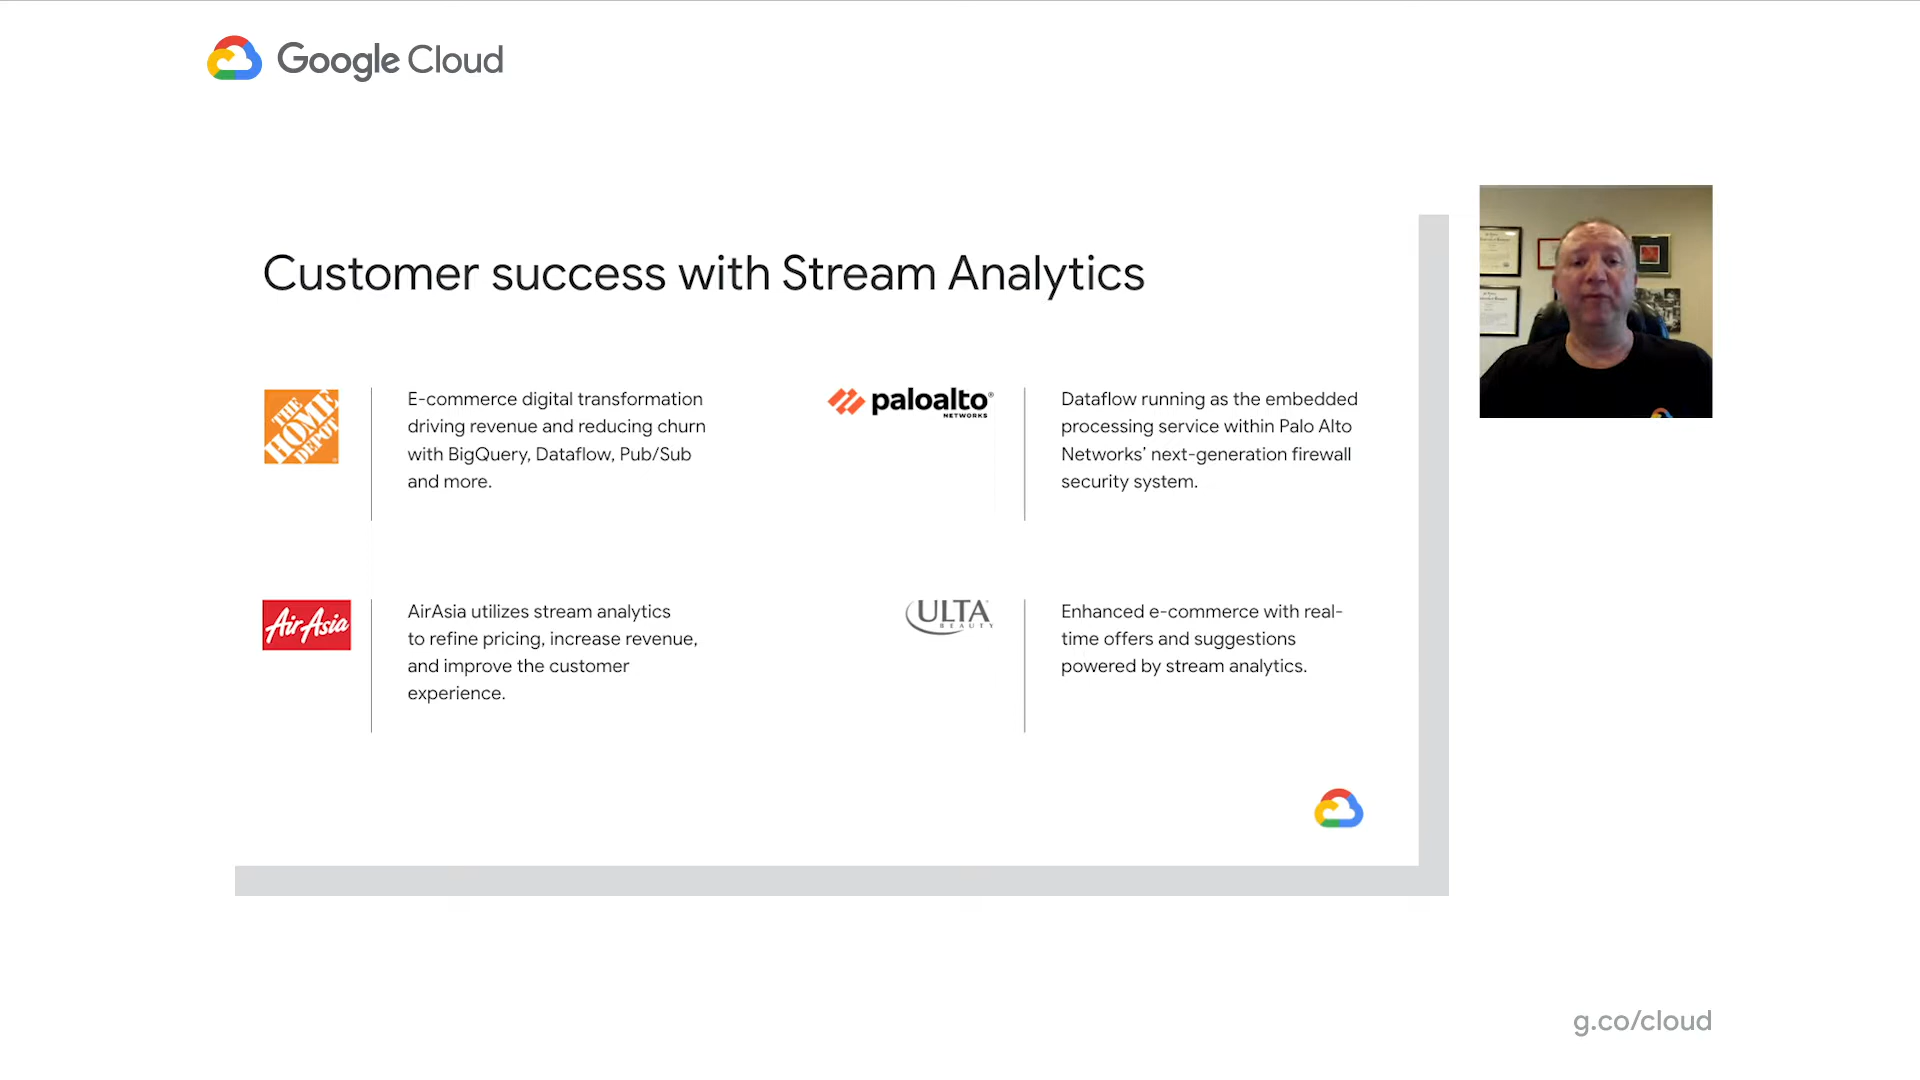 Google Cloud
Customer success with Stream Analytics
THE
HOME
DEPOT
E-commerce digital transformation
driving revenue and reducing churn
with BigQuery, Dataflow, Pub/Sub
and more.
paloalto
NETWORKS
Dataflow running as the embedded
processing service within Palo Alto
Networks’ next-generation firewall
security system.
AirAsia
AirAsia utilizes stream analytics
to refine pricing, increase revenue,
and improve the customer
experience.
ULTA
BEAUTY
Enhanced e-commerce with real-
time offers and suggestions
powered by stream analytics.
g.co/cloud